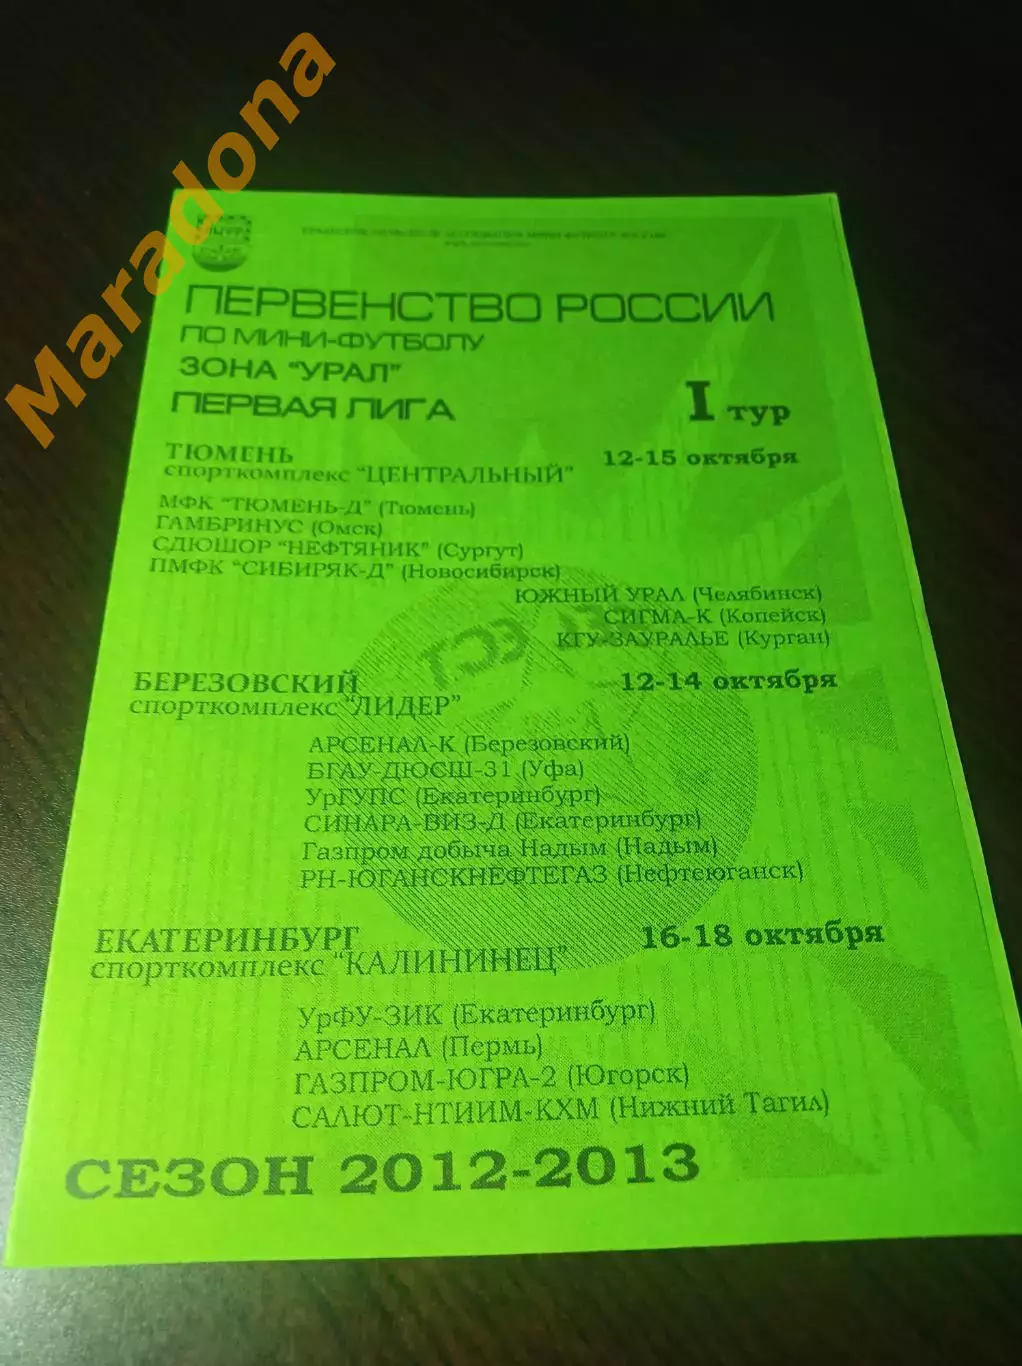 Maradona
ПЕРВЕНСТВО РОССИИ
ПО МИНИ-ФУТБОЛУ
ЗОНА "УРАЛ"
ПЕРВАЯ ЛИГА
I тур
ТЮМЕНЬ 12-15 октября
спорткомплекс "ЦЕНТРАЛЬНЫЙ"
МФК "ТЮМЕНЬ-Д" (Тюмень)
ГАМБРИНУС (Омск)
СДЮШОР "НЕФТЯНИК" (Сургут)
ПМФК "СИБИРЯК-Д" (Новосибирск)
ЮЖНЫЙ УРАЛ (Челябинск)
СИГМА-К (Копейск)
КГУ-ЗАУРАЛЬЕ (Курган)
БЕРЕЗОВСКИЙ 12-14 октября
спорткомплекс "ЛИДЕР"
АРСЕНАЛ-К (Березовский)
БГАУ-ДЮСШ-31 (Уфа)
УрГУПС (Екатеринбург)
СИНАРА-ВИЗ-Д (Екатеринбург)
Газпром добыча Надым (Надым)
РН-ЮГАНСКНЕФТЕГАЗ (Нефтеюганск)
ЕКАТЕРИНБУРГ 16-18 октября
спорткомплекс "КАЛИНИНЕЦ"
УрФУ-ЗИК (Екатеринбург)
АРСЕНАЛ (Пермь)
ГАЗПРОМ-ЮГРА-2 (Югорск)
САЛЮТ-НТИИМ-КХМ (Нижний Тагил)
СЕЗОН 2012-2013